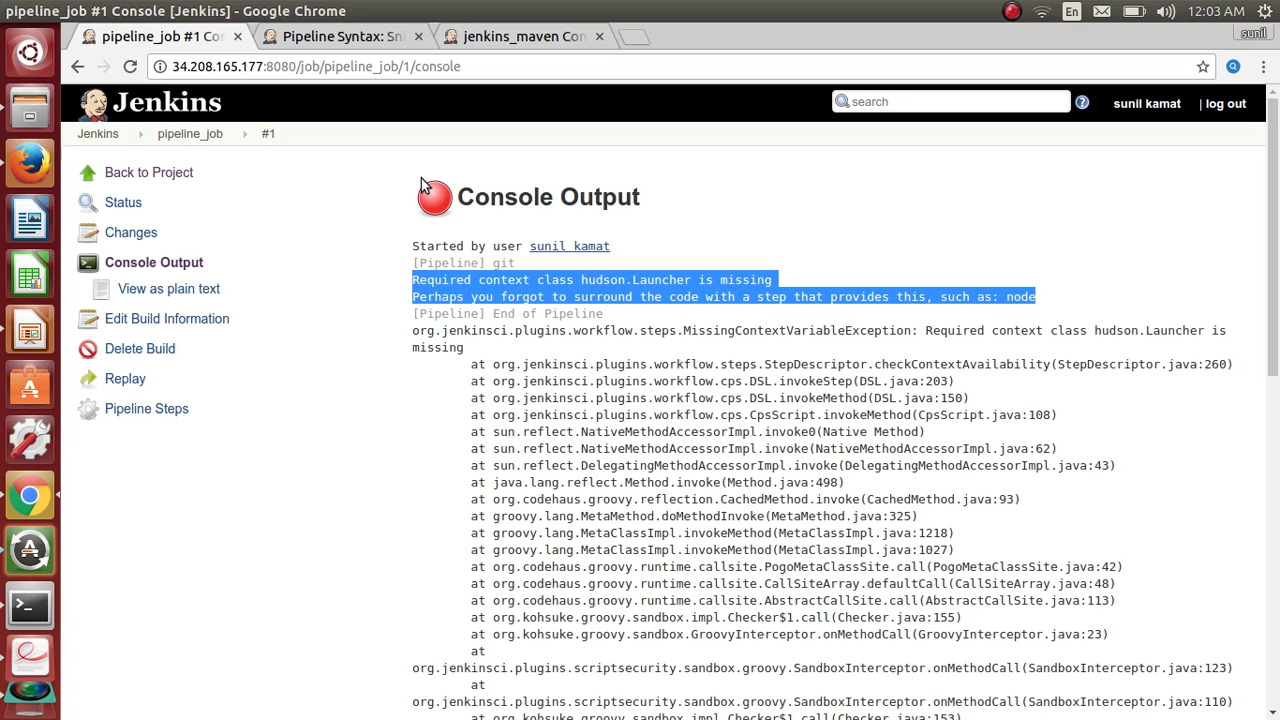 pipeline_job #1 Console [Jenkins] - Google Chrome
En
12:03 AM
pipeline_job #1 Con
Pipeline Syntax: Sni
jenkins_maven Con
sunil
34.208.165.177:8080/job/pipeline_job/1/console
Jenkins
search
sunil kamat
| log out
Jenkins
pipeline_job
#1
Back to Project
Status
Changes
Console Output
View as plain text
Edit Build Information
Delete Build
Replay
Pipeline Steps
Console Output
Started by user sunil kamat
[Pipeline] git
Required context class hudson.Launcher is missing
Perhaps you forgot to surround the code with a step that provides this, such as: node
[Pipeline] End of Pipeline
org.jenkinsci.plugins.workflow.steps.MissingContextVariableException: Required context class hudson.Launcher is
missing
at org.jenkinsci.plugins.workflow.steps.StepDescriptor.checkContextAvailability(StepDescriptor.java:260)
at org.jenkinsci.plugins.workflow.cps.DSL.invokeStep(DSL.java:203)
at org.jenkinsci.plugins.workflow.cps.DSL.invokeMethod(DSL.java:150)
at org.jenkinsci.plugins.workflow.cps.CpsScript.invokeMethod(CpsScript.java:108)
at sun.reflect.NativeMethodAccessorImpl.invoke0(Native Method)
at sun.reflect.NativeMethodAccessorImpl.invoke(NativeMethodAccessorImpl.java:62)
at sun.reflect.DelegatingMethodAccessorImpl.invoke(DelegatingMethodAccessorImpl.java:43)
at java.lang.reflect.Method.invoke(Method.java:498)
at org.codehaus.groovy.reflection.CachedMethod.invoke(CachedMethod.java:93)
at groovy.lang.MetaMethod.doMethodInvoke(MetaMethod.java:325)
at groovy.lang.MetaClassImpl.invokeMethod(MetaClassImpl.java:1218)
at groovy.lang.MetaClassImpl.invokeMethod(MetaClassImpl.java:1027)
at org.codehaus.groovy.runtime.callsite.PogoMetaClassSite.call(PogoMetaClassSite.java:42)
at org.codehaus.groovy.runtime.callsite.CallSiteArray.defaultCall(CallSiteArray.java:48)
at org.codehaus.groovy.runtime.callsite.AbstractCallSite.call(AbstractCallSite.java:113)
at org.kohsuke.groovy.sandbox.impl.Checker$1.call(Checker.java:155)
at org.kohsuke.groovy.sandbox.GroovyInterceptor.onMethodCall(GroovyInterceptor.java:23)
at
org.jenkinsci.plugins.scriptsecurity.sandbox.groovy.SandboxInterceptor.onMethodCall(SandboxInterceptor.java:123)
at
org.jenkinsci.plugins.scriptsecurity.sandbox.groovy.SandboxInterceptor.onMethodCall(SandboxInterceptor.java:110)
at org.kohsuke.groovy.sandbox.impl.Checker$1.call(Checker.java:153)